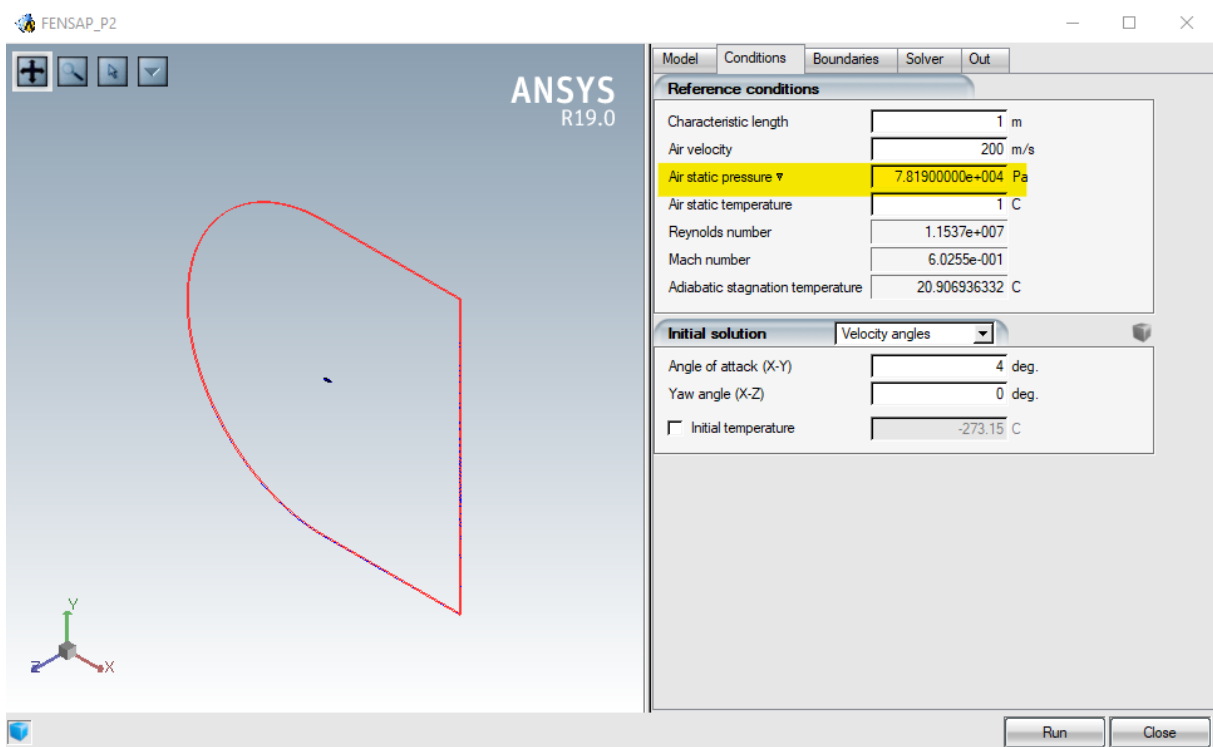 FENSAP_P2
ANSYS
R19.0
Model Conditions Boundaries Solver Out
Reference conditions
Characteristic length 1 m
Air velocity 200 m/s
Air static pressure 7.81900000e+004 Pa
Air static temperature 1 C
Reynolds number 1.1537e+007
Mach number 6.0255e-001
Adiabatic stagnation temperature 20.906936332 C
Initial solution Velocity angles
Angle of attack (X-Y) 4 deg.
Yaw angle (X-Z) 0 deg.
Initial temperature -273.15 C
Y
Z X
Run Close